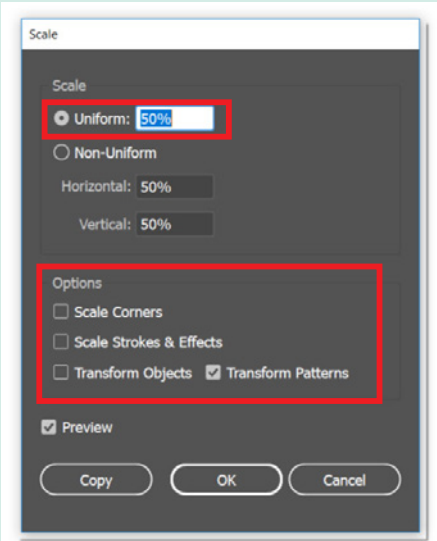 Scale
Scale
Uniform: 50%
Non-Uniform
Horizontal: 50%
Vertical: 50%
Options
Scale Corners
Scale Strokes & Effects
Transform Objects Transform Patterns
Preview
Copy OK Cancel